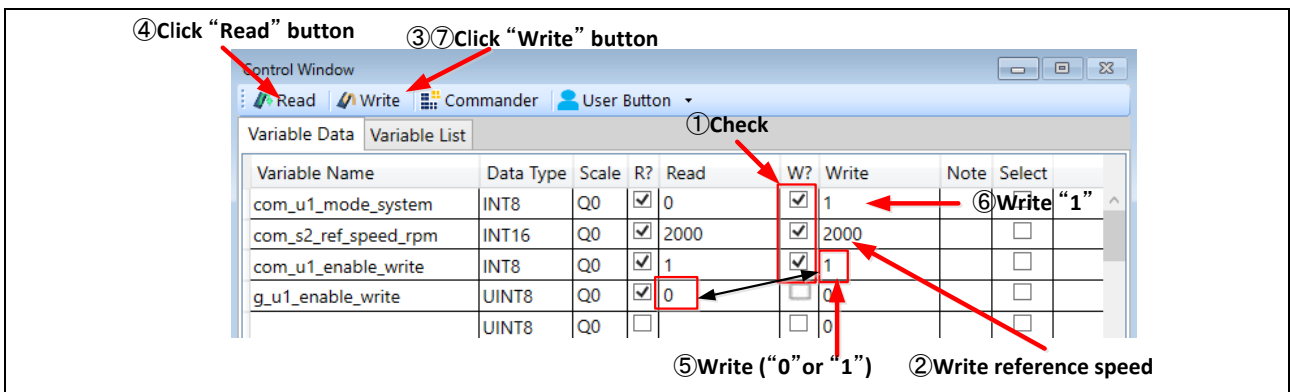 ④Click “Read” button
③⑦Click “Write” button
Control Window
Read Write Commander User Button
①Check
Variable Data Variable List
Variable Name Data Type Scale R? Read W? Write Note Select
com_u1_mode_system INT8 Q0 0 1 ⑥Write “1”
com_s2_ref_speed_rpm INT16 Q0 2000 2000
com_u1_enable_write INT8 Q0 1 1
g_u1_enable_write UINT8 Q0 0 0
UINT8 Q0 0
⑤Write (“0”or “1”) ②Write reference speed